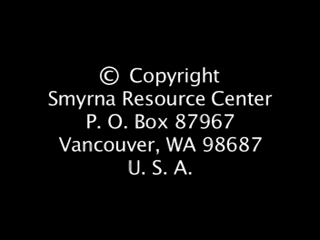 © Copyright
Smyrna Resource Center
P. O. Box 87967
Vancouver, WA 98687
U. S. A.